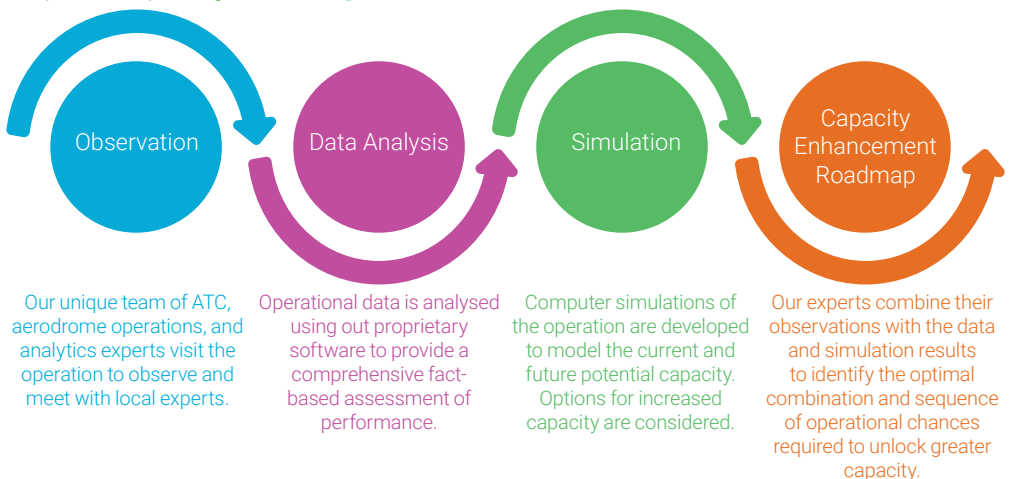 Observation
Data Analysis
Simulation
Capacity
Enhancement
Roadmap
Our unique team of ATC,
aerodrome operations, and
analytics experts visit the
operation to observe and
meet with local experts.
Operational data is analysed
using out proprietary
software to provide a
comprehensive fact-
based assessment of
performance.
Computer simulations of
the operation are developed
to model the current and
future potential capacity.
Options for increased
capacity are considered.
Our experts combine their
observations with the data
and simulation results
to identify the optimal
combination and sequence
of operational chances
required to unlock greater
capacity.